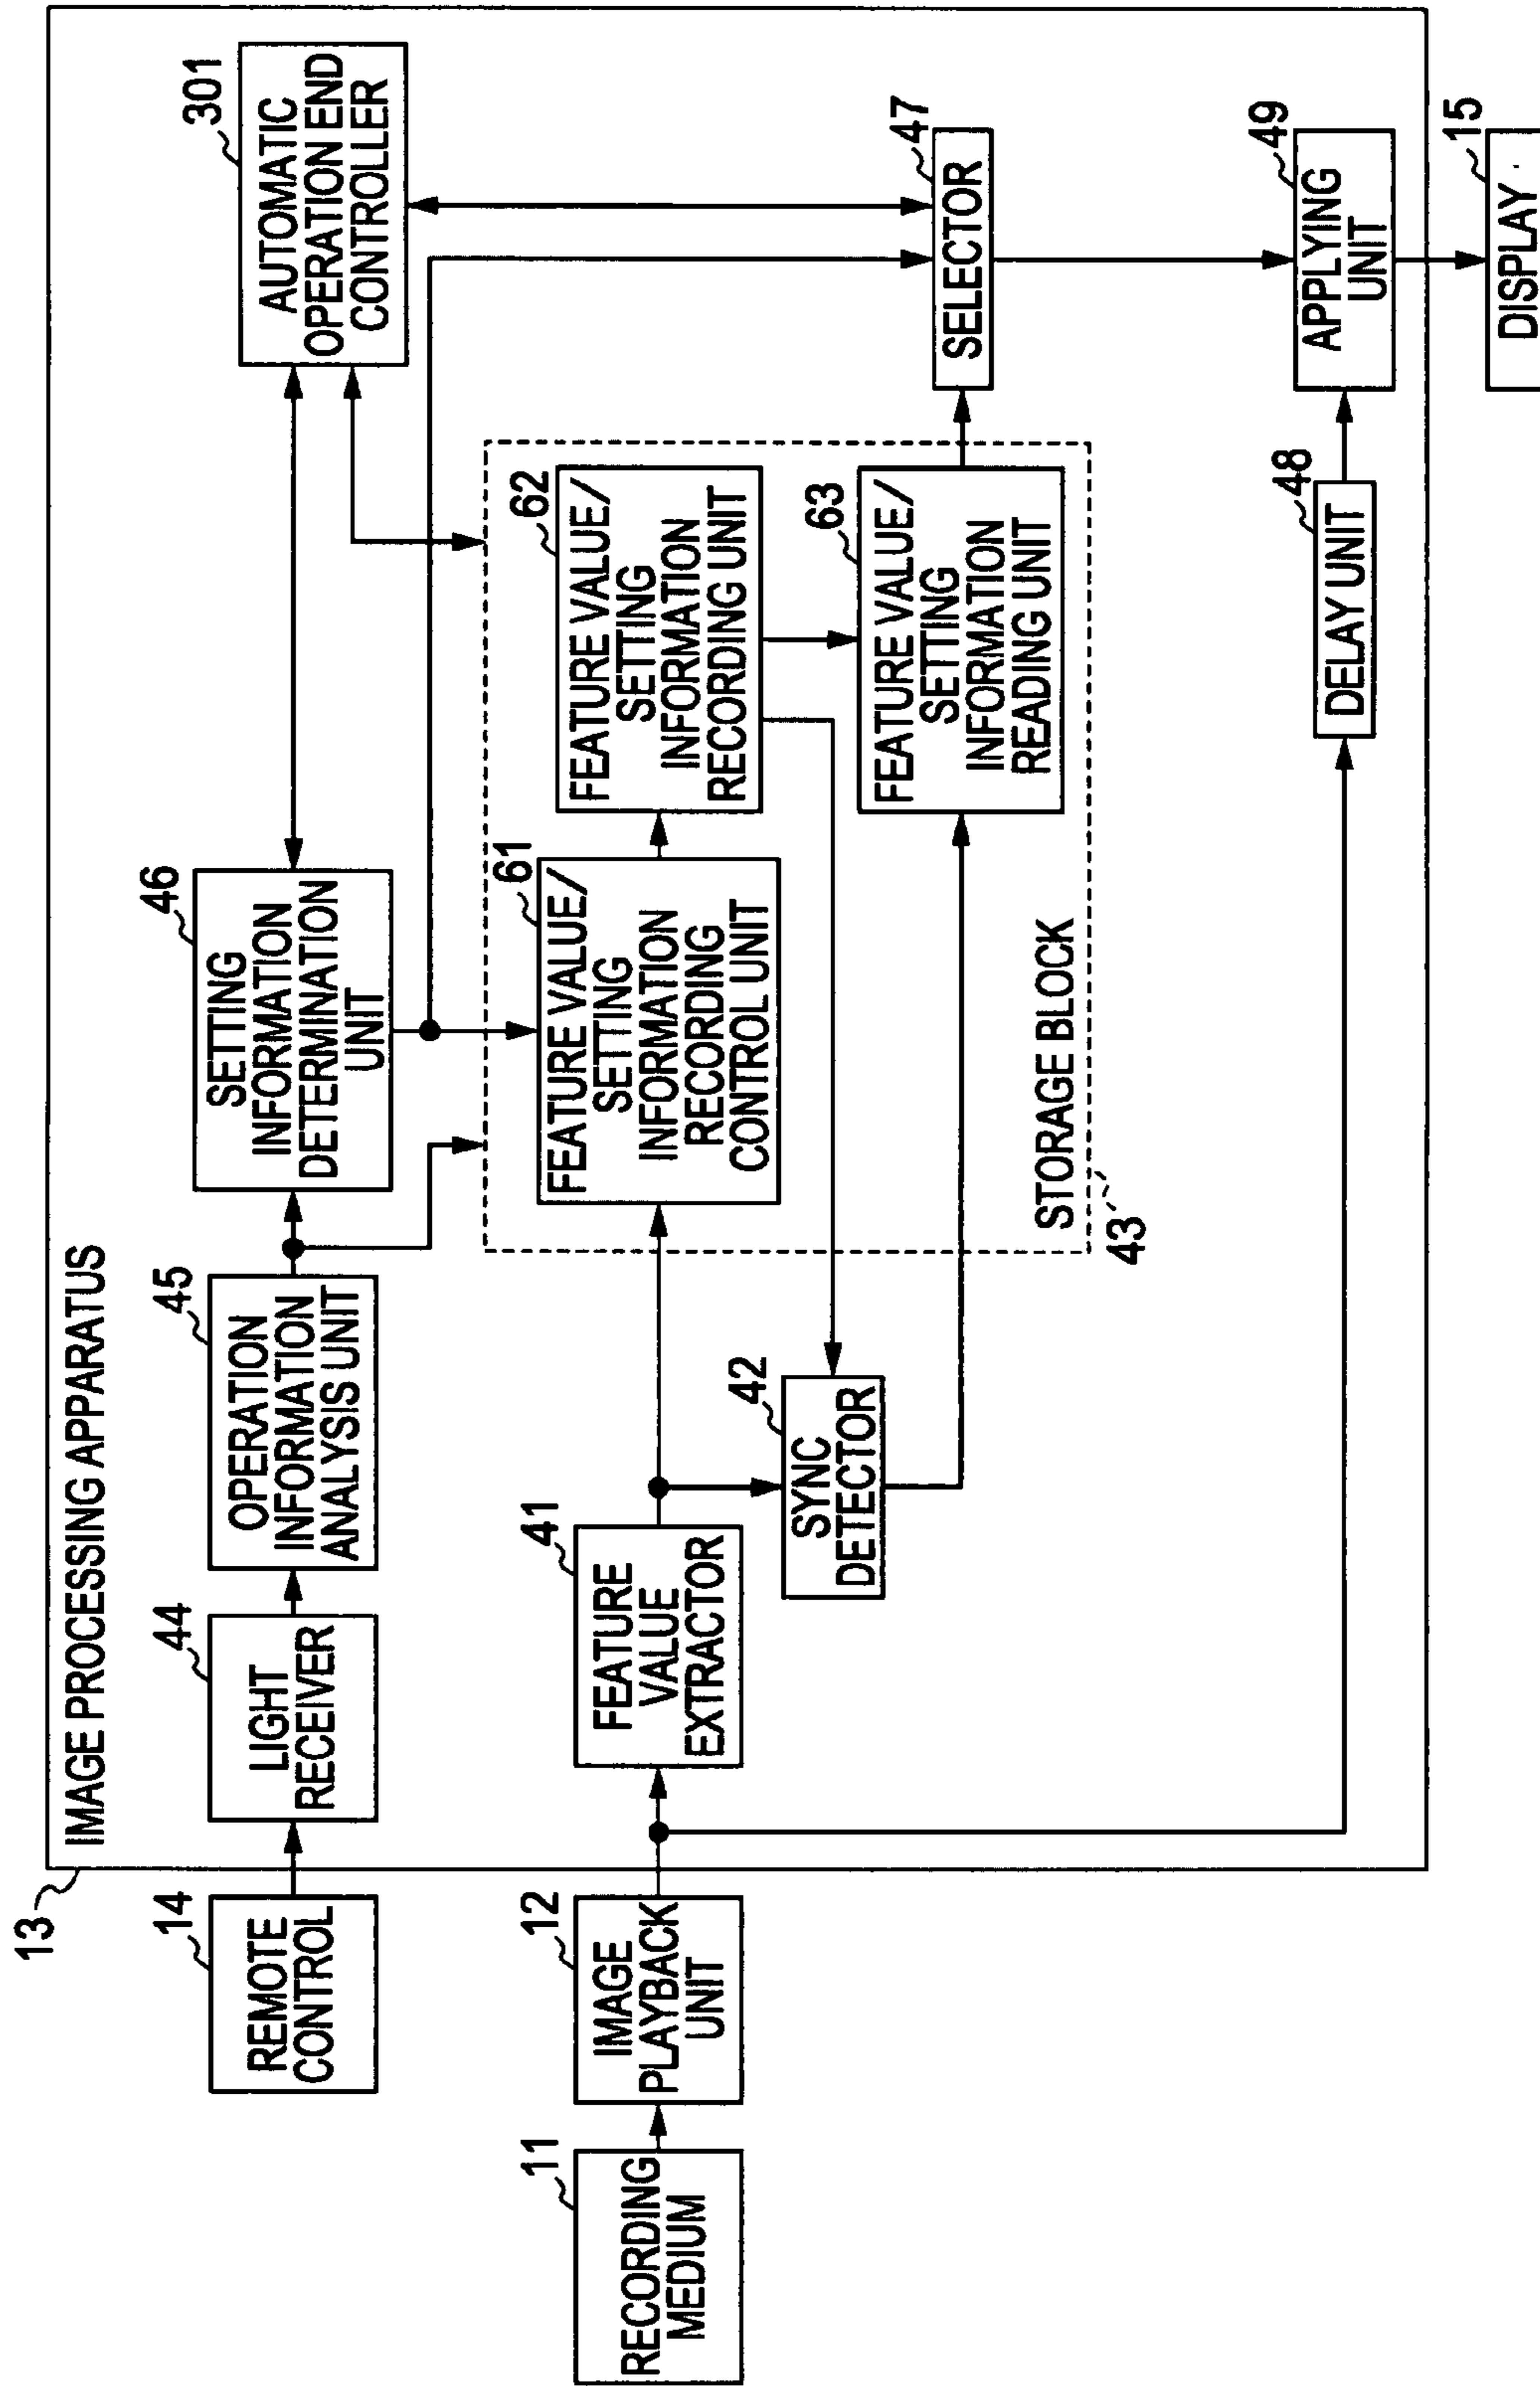 IMAGE PROCESSING APPARATUS
13
14
REMOTE
CONTROL
44
LIGHT
RECEIVER
45
OPERATION
INFORMATION
ANALYSIS UNIT
46
SETTING
INFORMATION
DETERMINATION
UNIT
301
AUTOMATIC
OPERATION END
CONTROLLER
11
RECORDING
MEDIUM
12
IMAGE
PLAYBACK
UNIT
41
FEATURE
VALUE
EXTRACTOR
42
SYNC
DETECTOR
61
FEATURE VALUE/
SETTING
INFORMATION
RECORDING
CONTROL UNIT
62
FEATURE VALUE/
SETTING
INFORMATION
RECORDING UNIT
63
FEATURE VALUE/
SETTING
INFORMATION
READING UNIT
STORAGE BLOCK
43
47
SELECTOR
48
DELAY UNIT
49
APPLYING
UNIT
15
DISPLAY